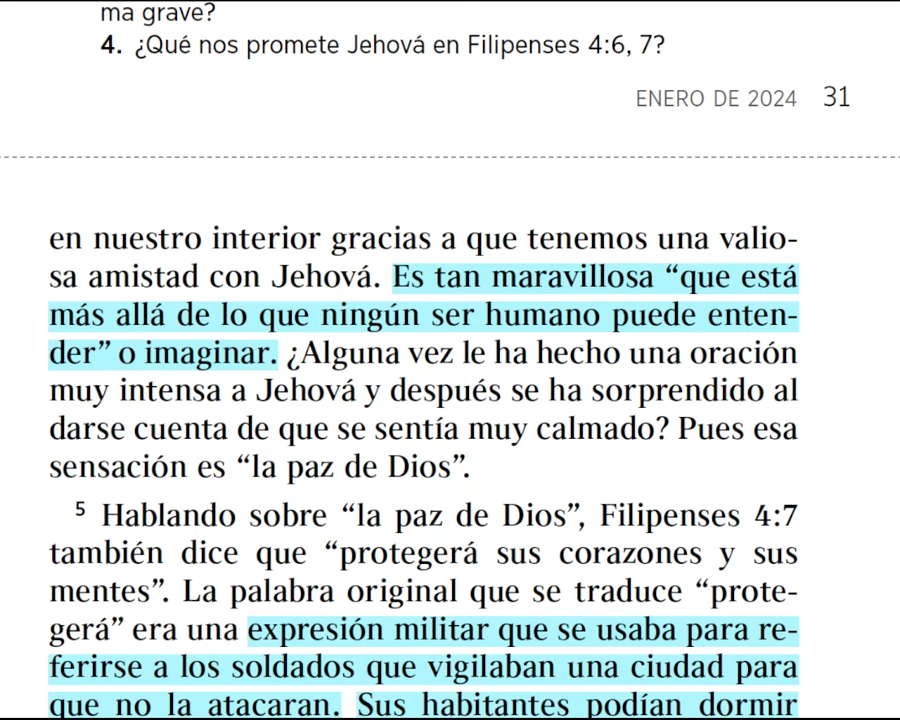 ma grave?
4. ¿Qué nos promete Jehová en Filipenses 4:6, 7?
ENERO DE 2024 31
en nuestro interior gracias a que tenemos una valio-
sa amistad con Jehová. Es tan maravillosa “que está
más allá de lo que ningún ser humano puede enten-
der” o imaginar. ¿Alguna vez le ha hecho una oración
muy intensa a Jehová y después se ha sorprendido al
darse cuenta de que se sentía muy calmado? Pues esa
sensación es “la paz de Dios”.
5 Hablando sobre “la paz de Dios”, Filipenses 4:7
también dice que “protegerá sus corazones y sus
mentes”. La palabra original que se traduce “prote-
gerá” era una expresión militar que se usaba para re-
ferirse a los soldados que vigilaban una ciudad para
que no la atacaran. Sus habitantes podían dormir